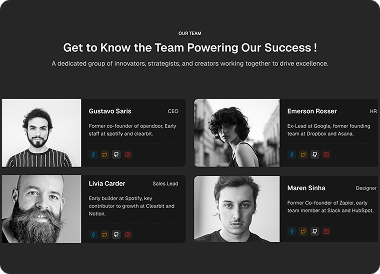 OUR TEAM
Get to Know the Team Powering Our Success !
A dedicated group of innovators, strategists, and creators working together to drive excellence.
Gustavo Saris CEO
Former co-founder of opendoor. Early
staff at spotify and clearbit.
Emerson Rosser HR
Ex-Lead at Google, former founding
team at Dropbox and Asana.
Livia Carder Sales Lead
Early builder at Spotify, key
contributor to growth at Clearbit and
Notion.
Maren Sinha Designer
Former Co-founder of Zapier, early
team member at Slack and HubSpot.